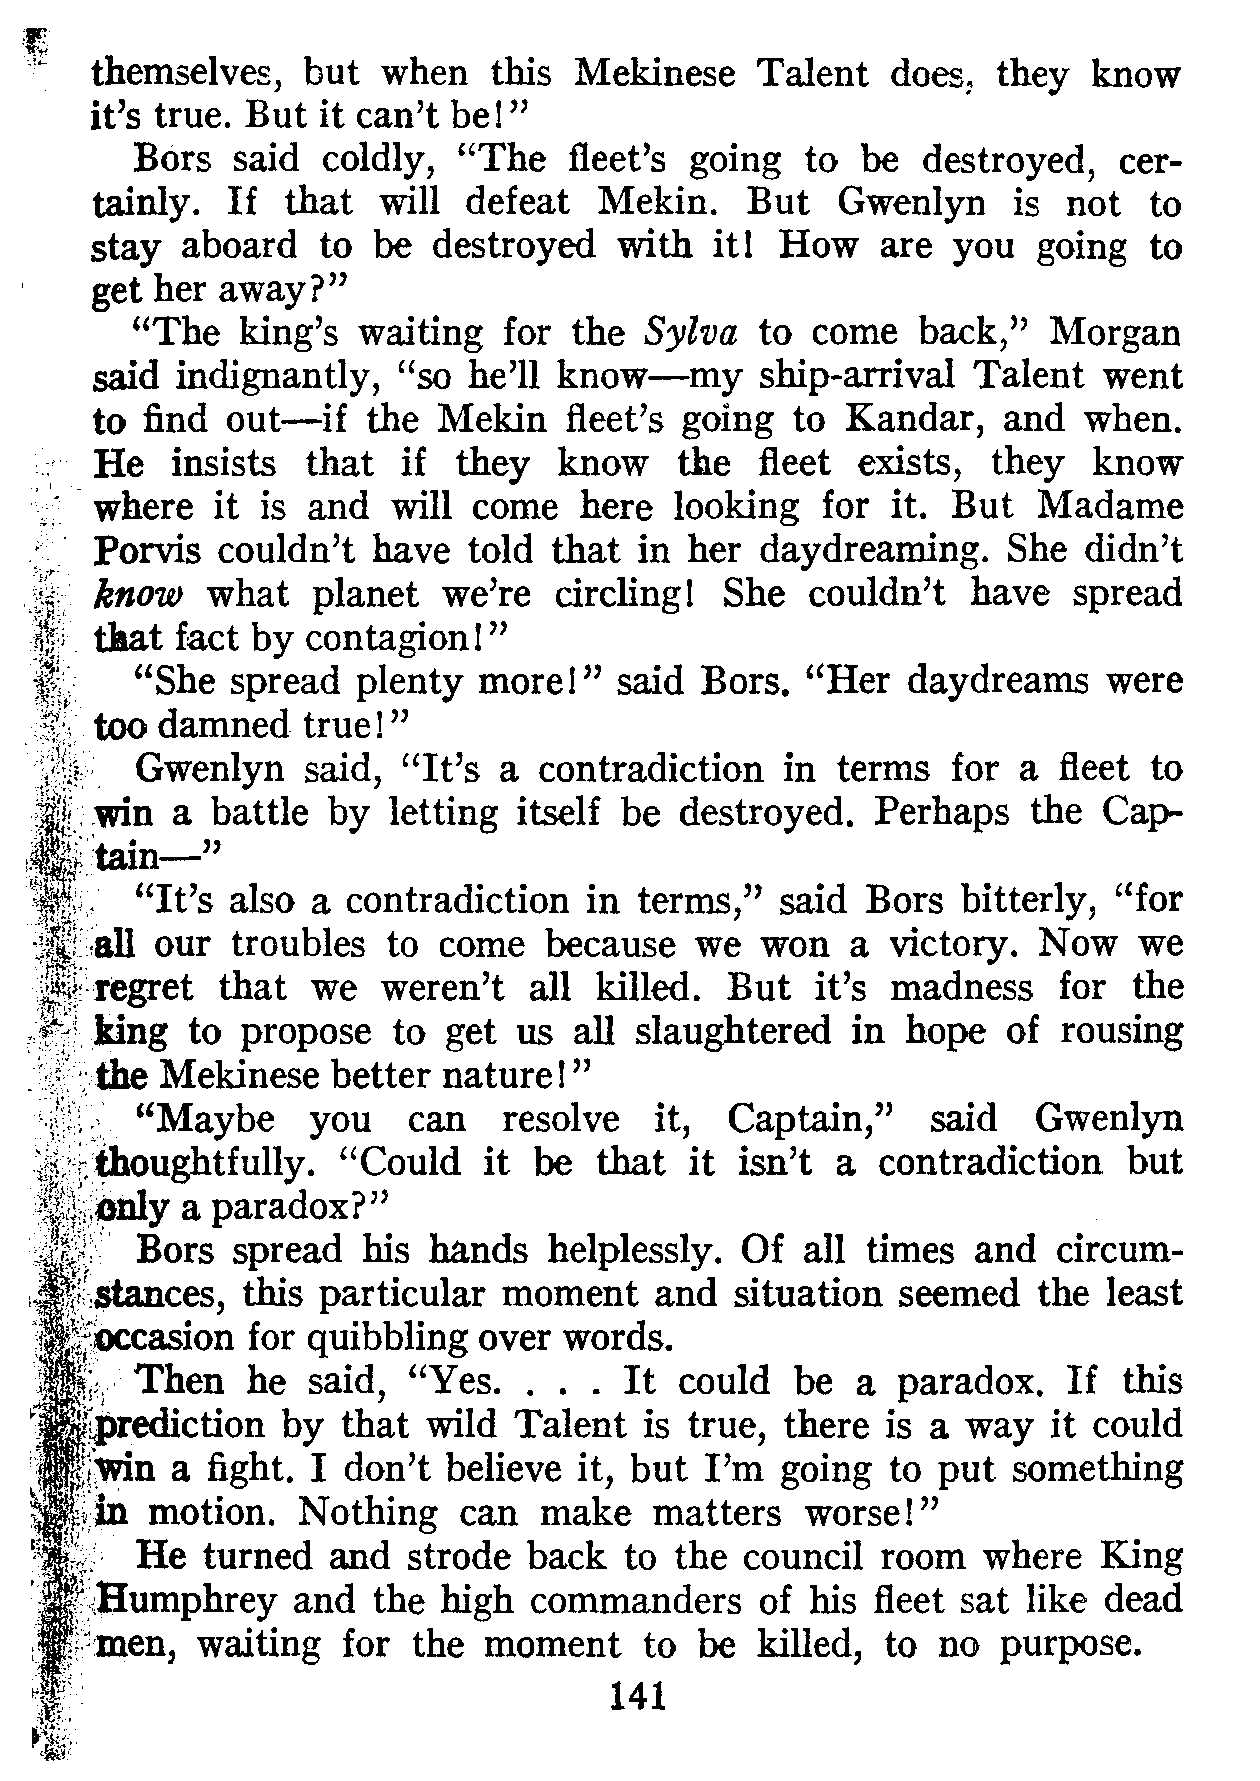 themselves, but when this Mekinese Talent does, they know
it's true. But it can't be!"
Bors said coldly, "The fleet's going to be destroyed, cer-
tainly. If that will defeat Mekin. But Gwenlyn is not to
stay aboard to be destroyed with it! How are you going to
get her away?"
"The king's waiting for the Sylva to come back," Morgan
said indignantly, "so he'll know—my ship-arrival Talent went
to find out—if the Mekin fleet's going to Kandar, and when.
He insists that if they know the fleet exists, they know
where it is and will come here looking for it. But Madame
Porvis couldn't have told that in her daydreaming. She didn't
know what planet we're circling! She couldn't have spread
that fact by contagion!"
"She spread plenty more!" said Bors. "Her daydreams were
too damned true!"
Gwenlyn said, "It's a contradiction in terms for a fleet to
win a battle by letting itself be destroyed. Perhaps the Cap-
tain—"
"It's also a contradiction in terms," said Bors bitterly, "for
all our troubles to come because we won a victory. Now we
regret that we weren't all killed. But it's madness for the
king to propose to get us all slaughtered in hope of rousing
the Mekinese better nature!"
"Maybe you can resolve it, Captain," said Gwenlyn
thoughtfully. "Could it be that it isn't a contradiction but
only a paradox?"
Bors spread his hands helplessly. Of all times and circum-
stances, this particular moment and situation seemed the least
occasion for quibbling over words.
Then he said, "Yes. . . . It could be a paradox. If this
prediction by that wild Talent is true, there is a way it could
win a fight. I don't believe it, but I'm going to put something
in motion. Nothing can make matters worse!"
He turned and strode back to the council room where King
Humphrey and the high commanders of his fleet sat like dead
men, waiting for the moment to be killed, to no purpose.
141